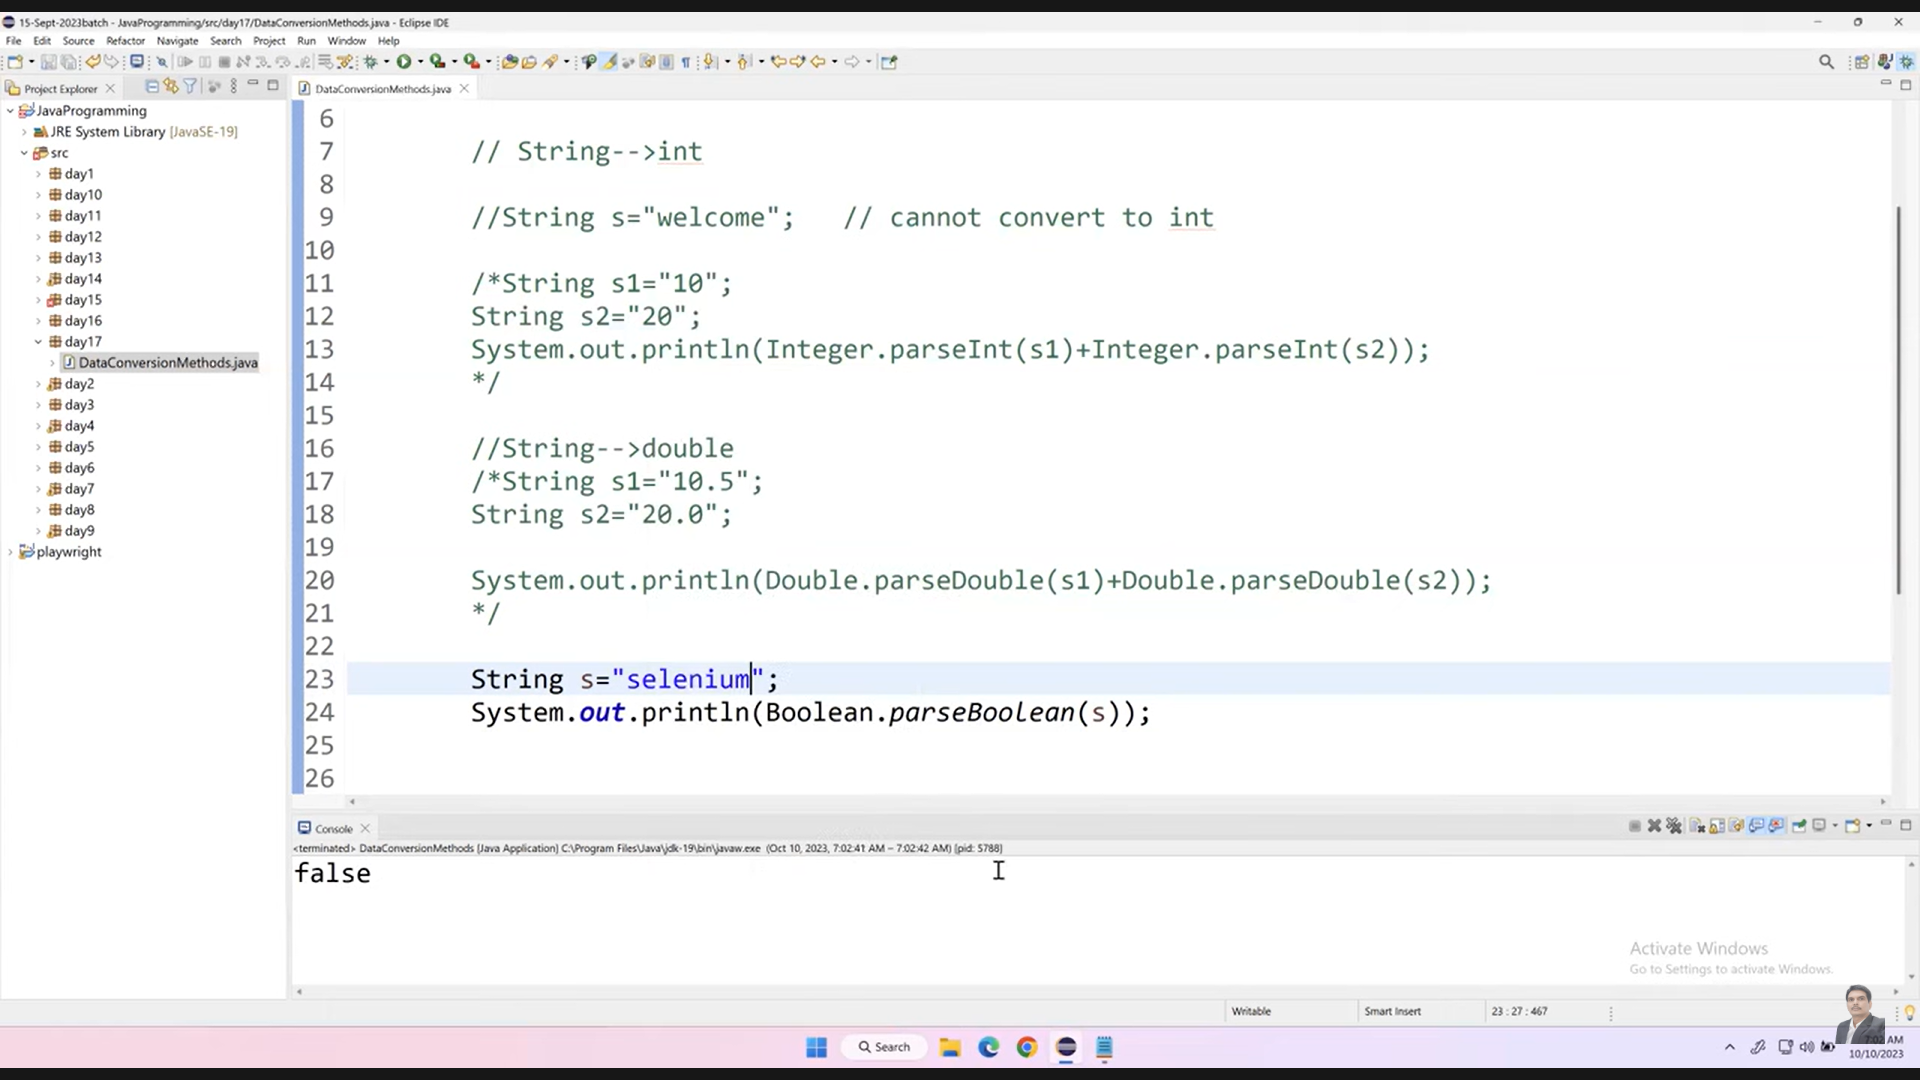 15-Sept-2023batch - JavaProgramming/src/day17/DataConversionMethods.java - Eclipse IDE
File Edit Source Refactor Navigate Search Project Run Window Help
Project Explorer
DataConversionMethods.java
JavaProgramming
JRE System Library [JavaSE-19]
src
day1
day10
day11
day12
day13
day14
day15
day16
day17
DataConversionMethods.java
day2
day3
day4
day5
day6
day7
day8
day9
playwright
6
7 // String-->int
8
9 //String s="welcome"; // cannot convert to int
10
11 /*String s1="10";
12 String s2="20";
13 System.out.println(Integer.parseInt(s1)+Integer.parseInt(s2));
14 */
15
16 //String-->double
17 /*String s1="10.5";
18 String s2="20.0";
19
20 System.out.println(Double.parseDouble(s1)+Double.parseDouble(s2));
21 */
22
23 String s="selenium";
24 System.out.println(Boolean.parseBoolean(s));
25
26
Console
<terminated> DataConversionMethods [Java Application] C:\Program Files\Java\jdk-19\bin\javaw.exe (Oct 10, 2023, 7:02:41 AM – 7:02:42 AM) [pid: 5788]
false
Activate Windows
Go to Settings to activate Windows.
Writable Smart Insert 23 : 27 : 467
Search
7:02 AM
10/10/2023